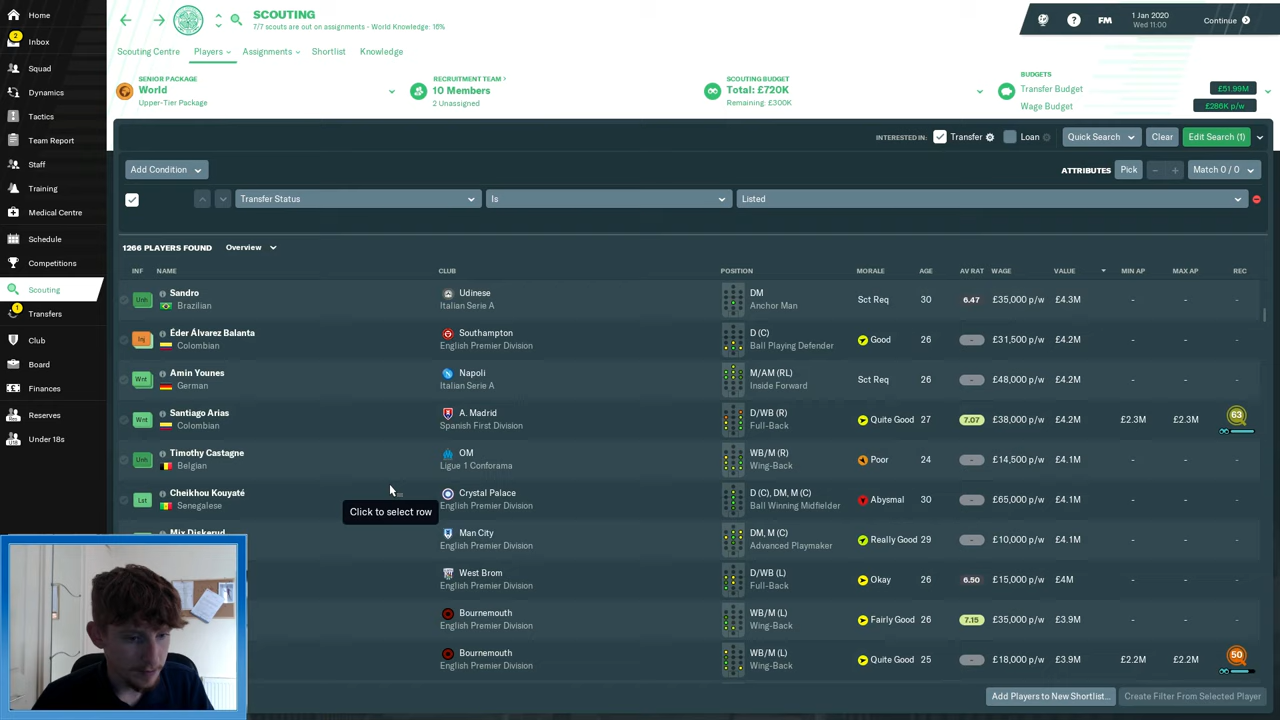 Home
2
Inbox
Squad
Dynamics
Tactics
Team Report
Staff
Training
Medical Centre
Schedule
Competitions
Scouting
1
Transfers
Club
Board
Finances
Reserves
Under 18s
SCOUTING
7/7 scouts are out on assignments - World Knowledge: 16%
FM
1 Jan 2020
Wed 11:00
Continue
Scouting Centre Players Assignments Shortlist Knowledge
SENIOR PACKAGE
World
Upper-Tier Package
RECRUITMENT TEAM
10 Members
2 Unassigned
SCOUTING BUDGET
Total: £720K
Remaining: £300K
BUDGETS
Transfer Budget £51.99M
Wage Budget £286K p/w
INTERESTED IN: Transfer Loan Quick Search Clear Edit Search (1)
Add Condition ATTRIBUTES Pick − + Match 0 / 0
Transfer Status Is Listed
1266 PLAYERS FOUND Overview
INF NAME CLUB POSITION MORALE AGE AV RAT WAGE VALUE MIN AP MAX AP REC
Unh Sandro Udinese DM Sct Req 30 6.47 £35,000 p/w £4.3M - - -
Brazilian Italian Serie A Anchor Man
Inj Éder Álvarez Balanta Southampton D (C) Good 26 - £31,500 p/w £4.2M - - -
Colombian English Premier Division Ball Playing Defender
Wnt Amin Younes Napoli M/AM (RL) Sct Req 26 - £48,000 p/w £4.2M - - -
German Italian Serie A Inside Forward
Wnt Santiago Arias A. Madrid D/WB (R) Quite Good 27 7.07 £38,000 p/w £4.2M £2.3M £2.3M 63
Colombian Spanish First Division Full-Back
Unh Timothy Castagne OM WB/M (R) Poor 24 - £14,500 p/w £4.1M - - -
Belgian Ligue 1 Conforama Wing-Back
Lst Cheikhou Kouyaté Crystal Palace D (C), DM, M (C) Abysmal 30 - £65,000 p/w £4.1M - - -
Senegalese English Premier Division Ball Winning Midfielder
Click to select row
Mix Diskerud Man City DM, M (C) Really Good 29 - £10,000 p/w £4.1M - - -
English Premier Division Advanced Playmaker
West Brom D/WB (L) Okay 26 6.50 £15,000 p/w £4M - - -
English Premier Division Full-Back
Bournemouth WB/M (L) Fairly Good 26 7.15 £35,000 p/w £3.9M - - -
English Premier Division Wing-Back
Bournemouth WB/M (L) Quite Good 25 - £18,000 p/w £3.9M £2.2M £2.2M 50
English Premier Division Wing-Back
Add Players to New Shortlist... Create Filter From Selected Player